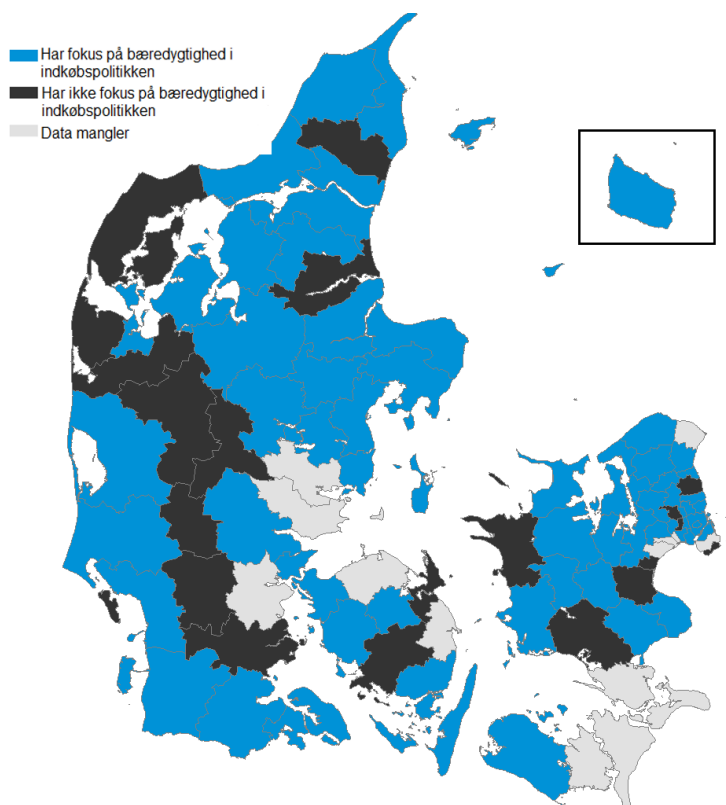 Har fokus på bæredygtighed i
indkøbspolitikken
Har ikke fokus på bæredygtighed i
indkøbspolitikken
Data mangler